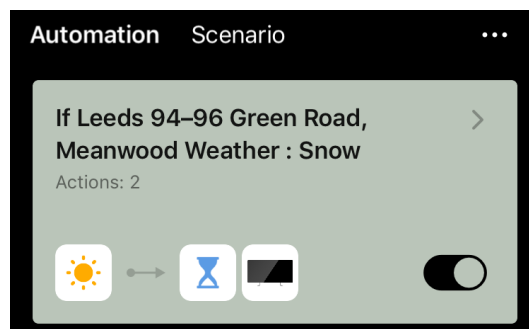 Automation Scenario
If Leeds 94–96 Green Road,
Meanwood Weather : Snow
Actions: 2